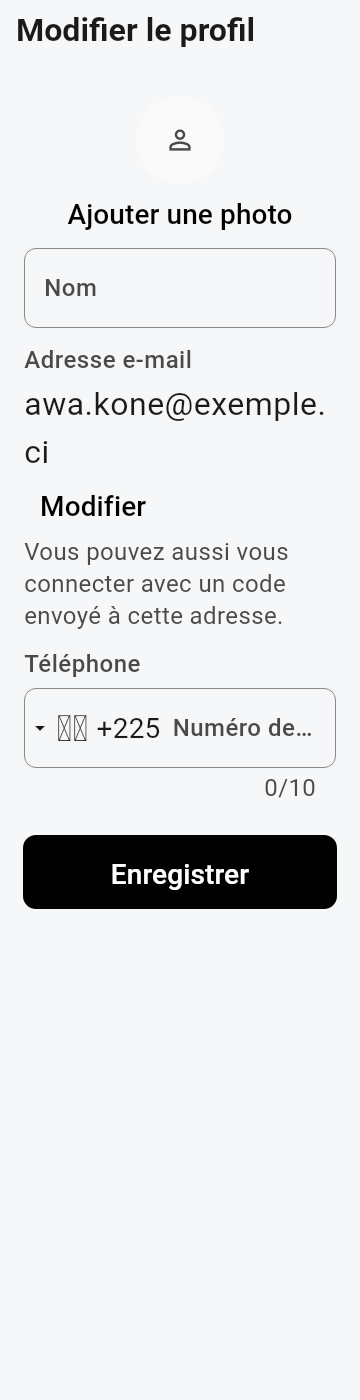 Modifier le profil
Ajouter une photo
Nom
Adresse e-mail
awa.kone@exemple.
ci
Modifier
Vous pouvez aussi vous
connecter avec un code
envoyé à cette adresse.
Téléphone
+225 Numéro de…
0/10
Enregistrer